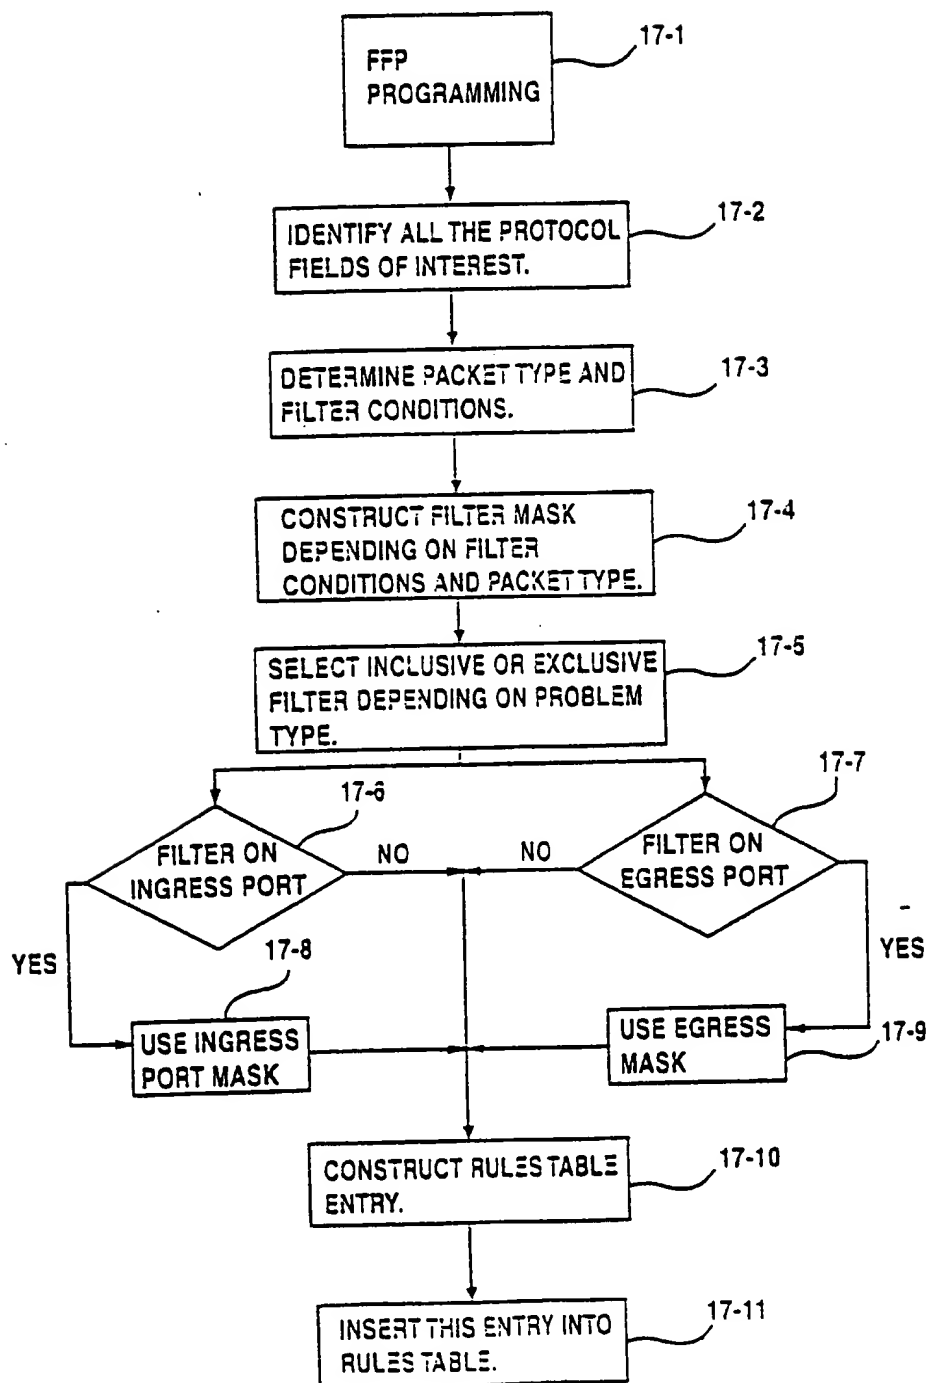 17-1
FFP
PROGRAMMING
17-2
IDENTIFY ALL THE PROTOCOL
FIELDS OF INTEREST.
17-3
DETERMINE PACKET TYPE AND
FILTER CONDITIONS.
17-4
CONSTRUCT FILTER MASK
DEPENDING ON FILTER
CONDITIONS AND PACKET TYPE.
17-5
SELECT INCLUSIVE OR EXCLUSIVE
FILTER DEPENDING ON PROBLEM
TYPE.
17-6
17-7
FILTER ON
INGRESS PORT
NO
NO
FILTER ON
EGRESS PORT
YES
YES
17-8
USE INGRESS
PORT MASK
USE EGRESS
MASK
17-9
CONSTRUCT RULES TABLE
ENTRY.
17-10
INSERT THIS ENTRY INTO
RULES TABLE.
17-11